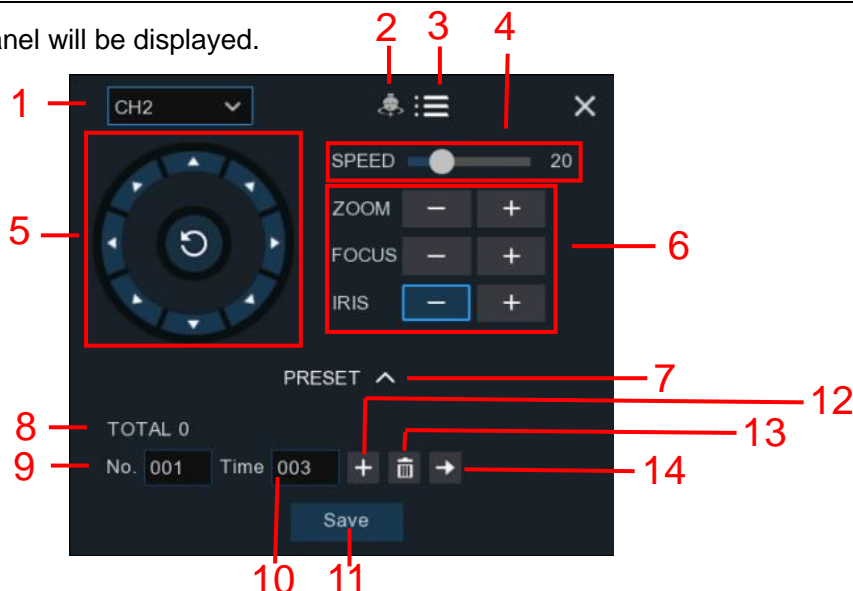 anel will be displayed.
2 3 4
1 CH2
SPEED 20
ZOOM − +
5 6
FOCUS − +
IRIS − +
PRESET 7
12
8 TOTAL 0 13
9 No. 001 Time 003 + 14
Save
10 11